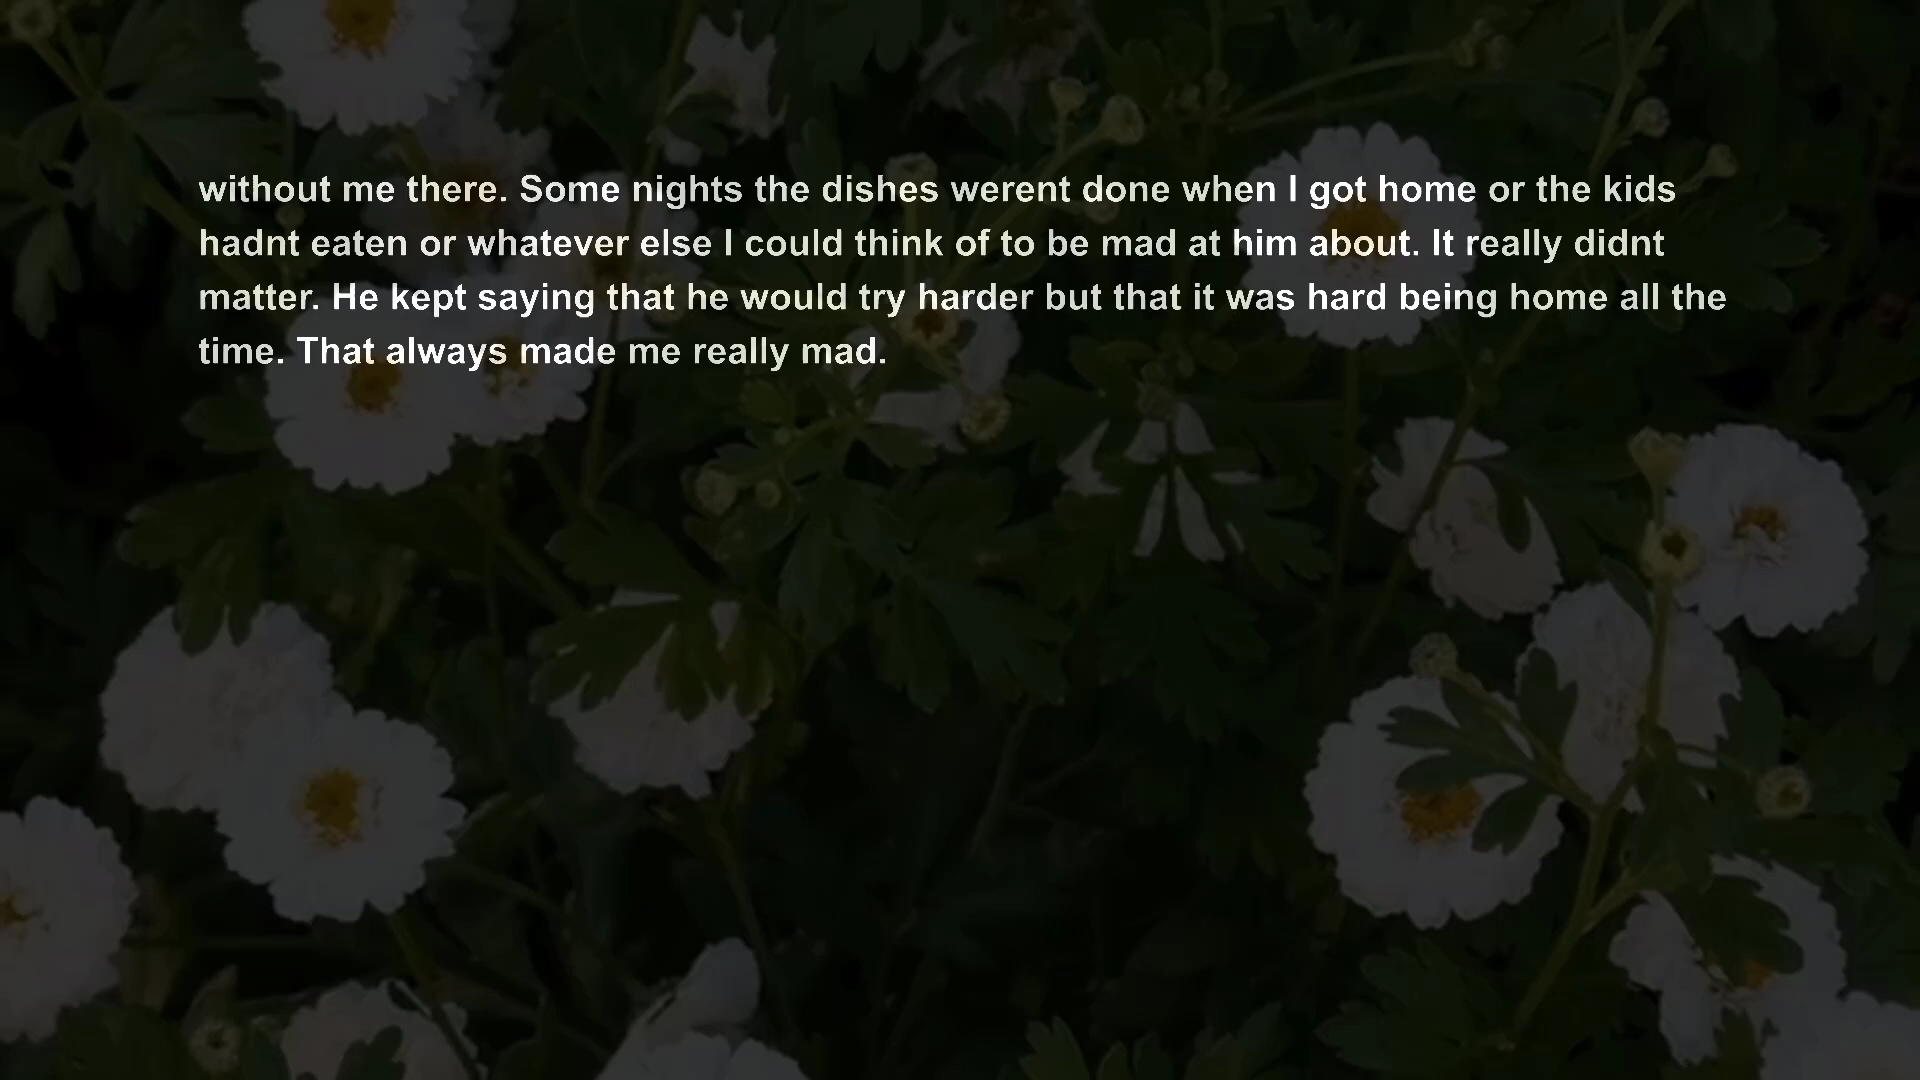 without me there. Some nights the dishes werent done when I got home or the kids
hadnt eaten or whatever else I could think of to be mad at him about. It really didnt
matter. He kept saying that he would try harder but that it was hard being home all the
time. That always made me really mad.